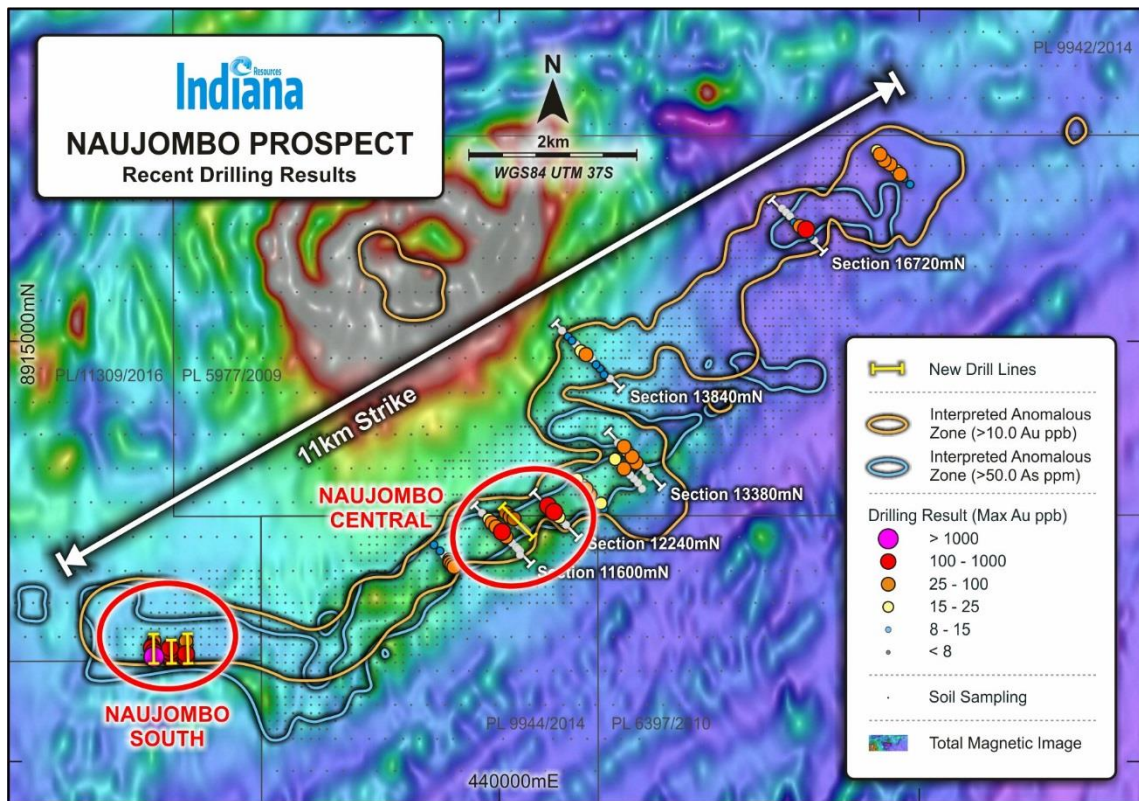 Indiana
Resources
NAUJOMBO PROSPECT
Recent Drilling Results
N
2km
WGS84 UTM 37S
PL 9942/2014
8915000mN
PL/11309/2016
PL 5977/2009
11km Strike
Section 16720mN
Section 13840mN
Section 13380mN
Section 12240mN
Section 11600mN
NAUJOMBO
CENTRAL
NAUJOMBO
SOUTH
PL 9944/2014
PL 6397/2010
440000mE
New Drill Lines
Interpreted Anomalous
Zone (>10.0 Au ppb)
Interpreted Anomalous
Zone (>50.0 As ppm)
Drilling Result (Max Au ppb)
> 1000
100 - 1000
25 - 100
15 - 25
8 - 15
< 8
Soil Sampling
Total Magnetic Image